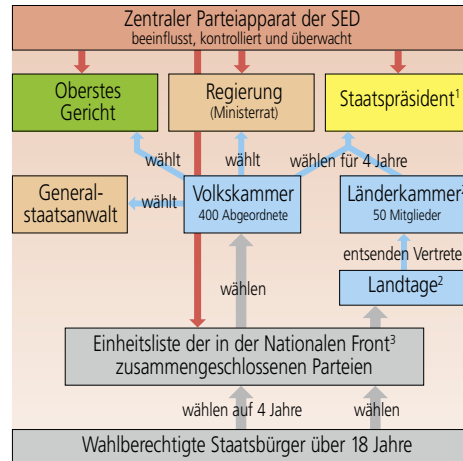 Zentraler Parteiapparat der SED
beeinflusst, kontrolliert und überwacht
Oberstes
Gericht
Regierung
(Ministerrat)
Staatspräsident¹
wählt
wählt
wählen für 4 Jahre
General-
staatsanwalt
wählt
Volkskammer
400 Abgeordnete
Länderkammer²
50 Mitglieder
entsenden Vertreter
wählen
Landtage²
Einheitsliste der in der Nationalen Front³
zusammengeschlossenen Parteien
wählen auf 4 Jahre
wählen
Wahlberechtigte Staatsbürger über 18 Jahre